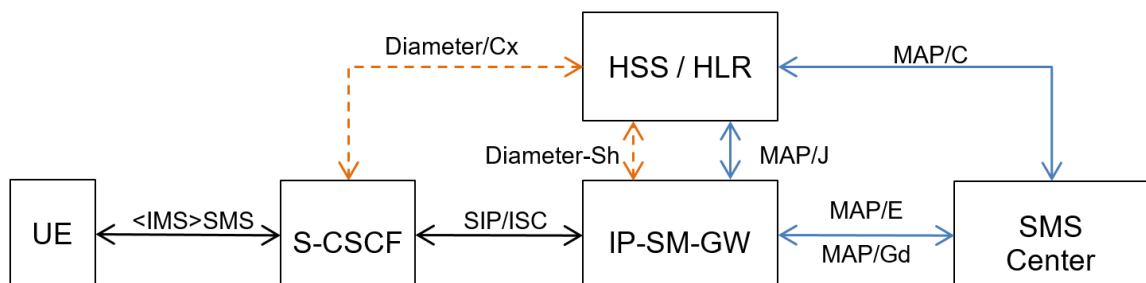 Diameter/Cx
HSS / HLR
MAP/C
Diameter-Sh
MAP/J
UE
<IMS>SMS
S-CSCF
SIP/ISC
IP-SM-GW
MAP/E
MAP/Gd
SMS
Center